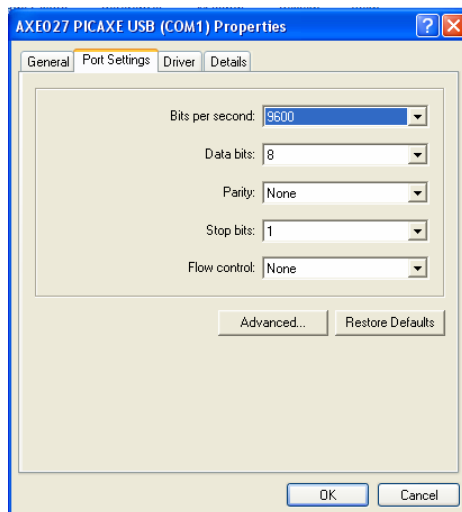 AXE027 PICAXE USB (COM1) Properties
General Port Settings Driver Details
Bits per second: 9600
Data bits: 8
Parity: None
Stop bits: 1
Flow control: None
Advanced... Restore Defaults
OK Cancel